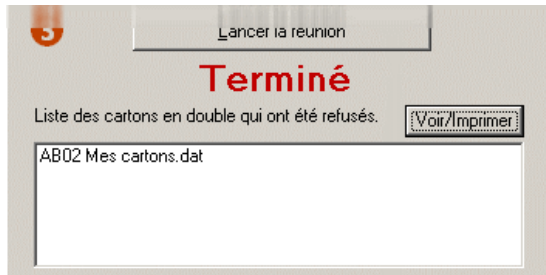 3
Lancer la réunion
Terminé
Liste des cartons en double qui ont été refusés.
Voir/Imprimer
AB02 Mes cartons.dat